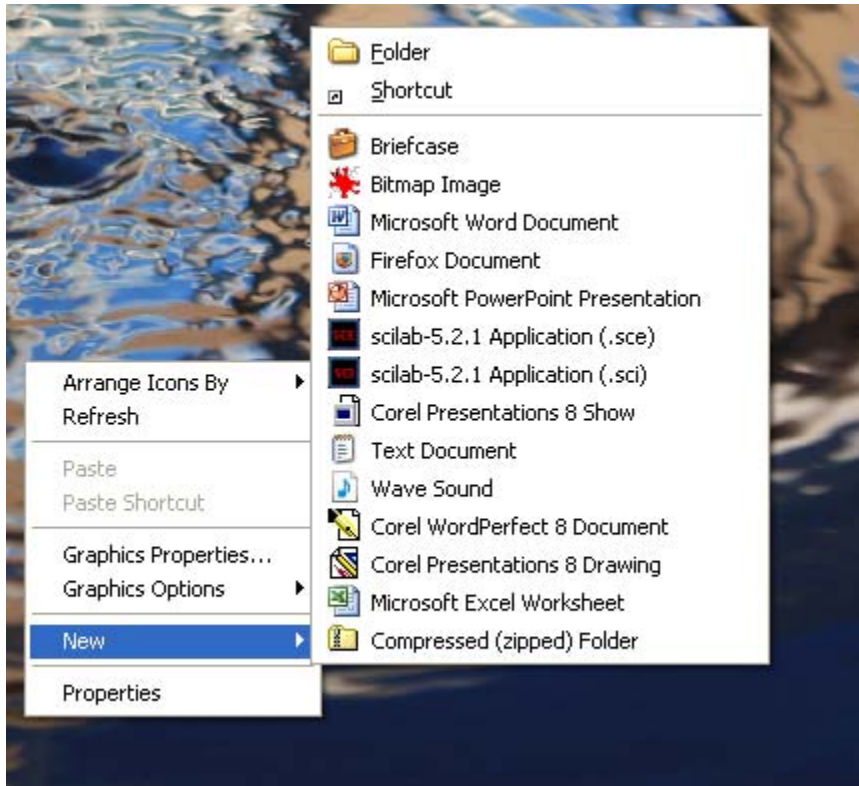 Folder
Shortcut
Briefcase
Bitmap Image
Microsoft Word Document
Firefox Document
Microsoft PowerPoint Presentation
scilab-5.2.1 Application (.sce)
scilab-5.2.1 Application (.sci)
Corel Presentations 8 Show
Text Document
Wave Sound
Corel WordPerfect 8 Document
Corel Presentations 8 Drawing
Microsoft Excel Worksheet
Compressed (zipped) Folder
Arrange Icons By
Refresh
Paste
Paste Shortcut
Graphics Properties...
Graphics Options
New
Properties